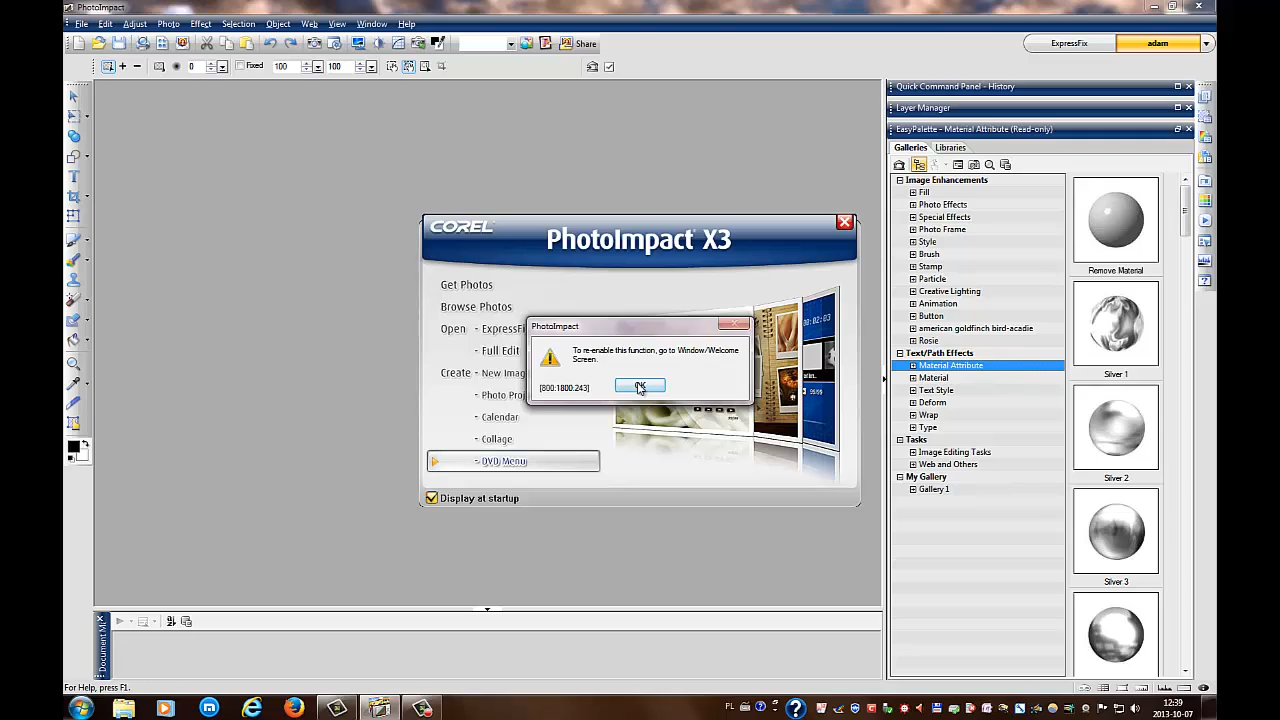 PhotoImpact
File Edit Adjust Photo Effect Selection Object Web View Window Help
Share
ExpressFix
adam
0
Fixed 100 100
Quick Command Panel - History
Layer Manager
EasyPalette - Material Attribute (Read-only)
Galleries Libraries
Image Enhancements
Fill
Photo Effects
Special Effects
Photo Frame
Style
Brush
Stamp
Particle
Creative Lighting
Animation
Button
american goldfinch bird-acadie
Rosie
Text/Path Effects
Material Attribute
Material
Text Style
Deform
Wrap
Type
Tasks
Image Editing Tasks
Web and Others
My Gallery
Gallery 1
Remove Material
Silver 1
Silver 2
Silver 3
COREL
PhotoImpact X3
Get Photos
Browse Photos
Open - ExpressFi
- Full Edit
Create - New Imag
- Photo Pro
- Calendar
- Collage
- DVD Menu
Display at startup
PhotoImpact
To re-enable this function, go to Window/Welcome
Screen.
[800:1800:243]
OK
Document M
For Help, press F1.
PL
12:39
2013-10-07